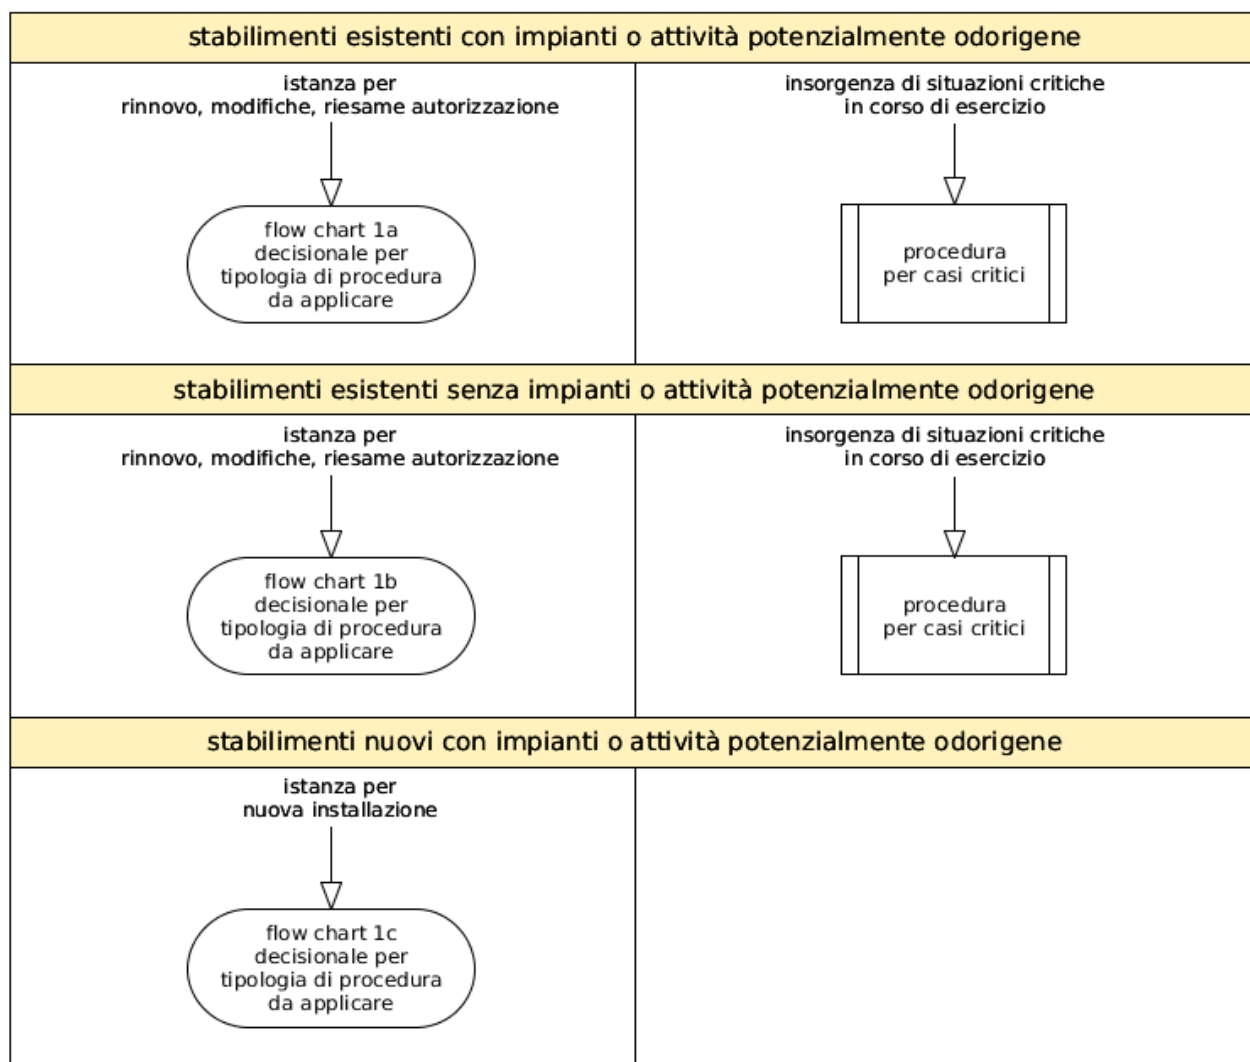 stabilimenti esistenti con impianti o attività potenzialmente odorigene
istanza per
rinnovo, modifiche, riesame autorizzazione
flow chart 1a
decisionale per
tipologia di procedura
da applicare
insorgenza di situazioni critiche
in corso di esercizio
procedura
per casi critici
stabilimenti esistenti senza impianti o attività potenzialmente odorigene
istanza per
rinnovo, modifiche, riesame autorizzazione
flow chart 1b
decisionale per
tipologia di procedura
da applicare
insorgenza di situazioni critiche
in corso di esercizio
procedura
per casi critici
stabilimenti nuovi con impianti o attività potenzialmente odorigene
istanza per
nuova installazione
flow chart 1c
decisionale per
tipologia di procedura
da applicare